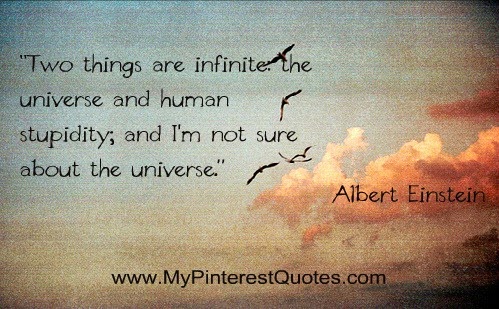 "Two things are infinite: the
universe and human
stupidity; and I'm not sure
about the universe."
Albert Einstein
www.MyPinterestQuotes.com